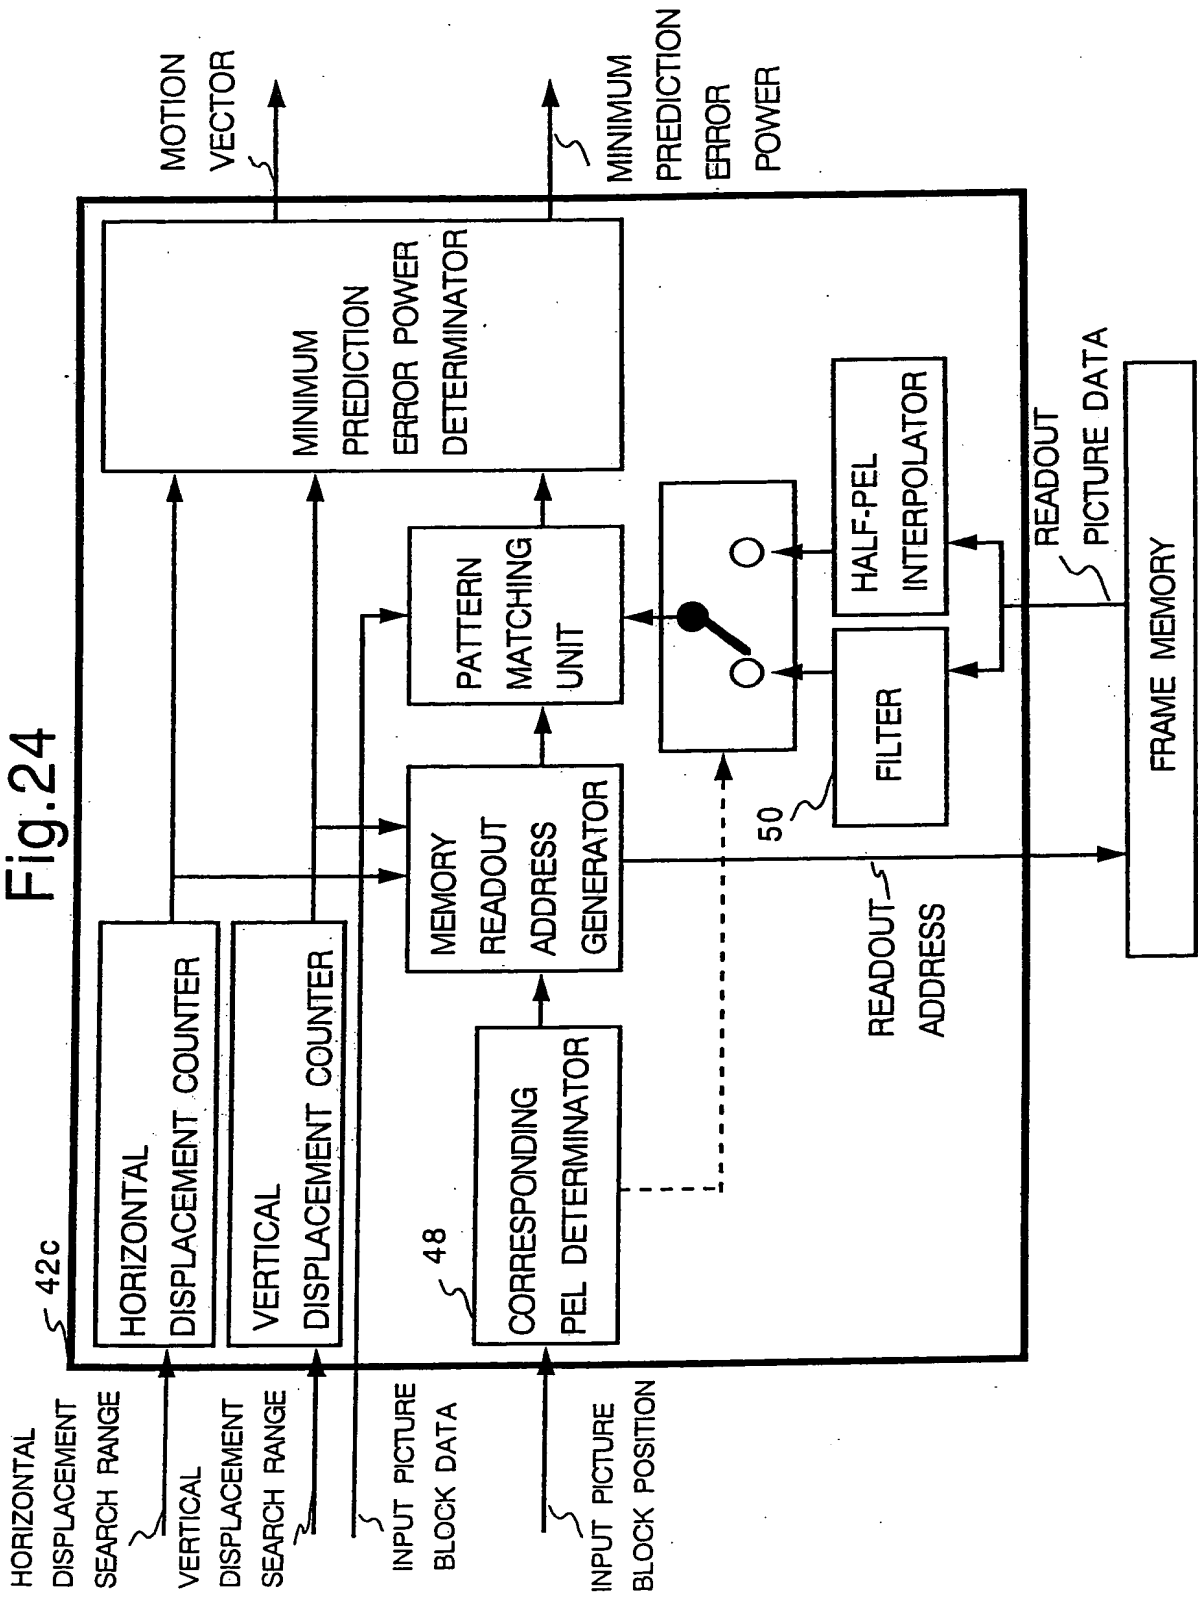 Fig.24
42c
HORIZONTAL
DISPLACEMENT
SEARCH RANGE
VERTICAL
DISPLACEMENT
SEARCH RANGE
INPUT PICTURE
BLOCK DATA
INPUT PICTURE
BLOCK POSITION
HORIZONTAL
DISPLACEMENT COUNTER
VERTICAL
DISPLACEMENT COUNTER
48
CORRESPONDING
PEL DETERMINATOR
MEMORY
READOUT
ADDRESS
GENERATOR
PATTERN
MATCHING
UNIT
MINIMUM
PREDICTION
ERROR POWER
DETERMINATOR
MOTION
VECTOR
MINIMUM
PREDICTION
ERROR
POWER
50
FILTER
HALF-PEL
INTERPOLATOR
READOUT
ADDRESS
READOUT
PICTURE DATA
FRAME MEMORY